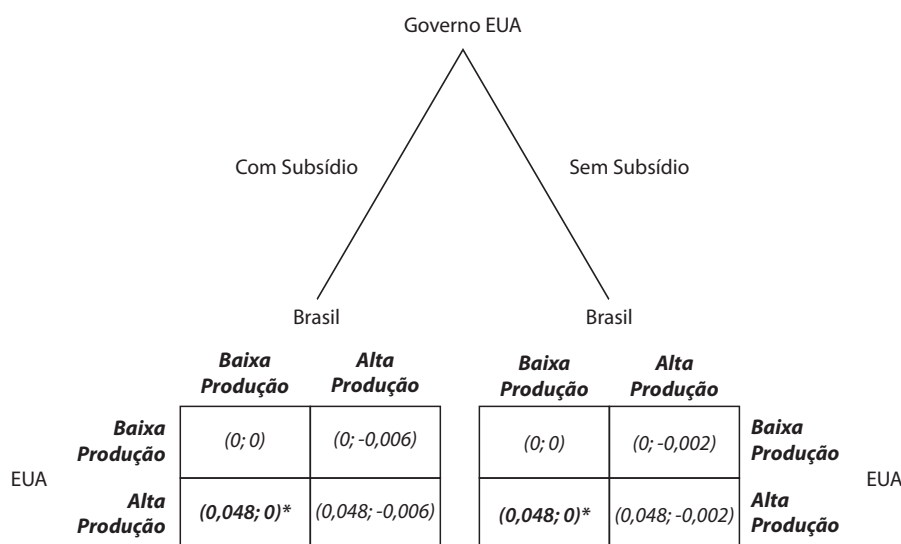 Governo EUA
Com Subsídio
Sem Subsídio
Brasil
Brasil
Baixa Produção
Alta Produção
Baixa Produção
Alta Produção
EUA
Baixa Produção
(0; 0)
(0; -0,006)
(0; 0)
(0; -0,002)
Baixa Produção
EUA
Alta Produção
(0,048; 0)*
(0,048; -0,006)
(0,048; 0)*
(0,048; -0,002)
Alta Produção